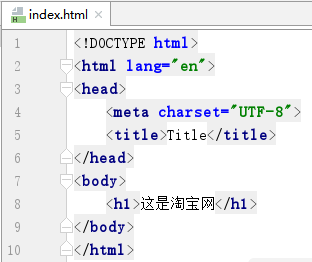 index.html
1 <!DOCTYPE html>
2 <html lang="en">
3 <head>
4 <meta charset="UTF-8">
5 <title>Title</title>
6 </head>
7 <body>
8 <h1>这是淘宝网</h1>
9 </body>
10 </html>